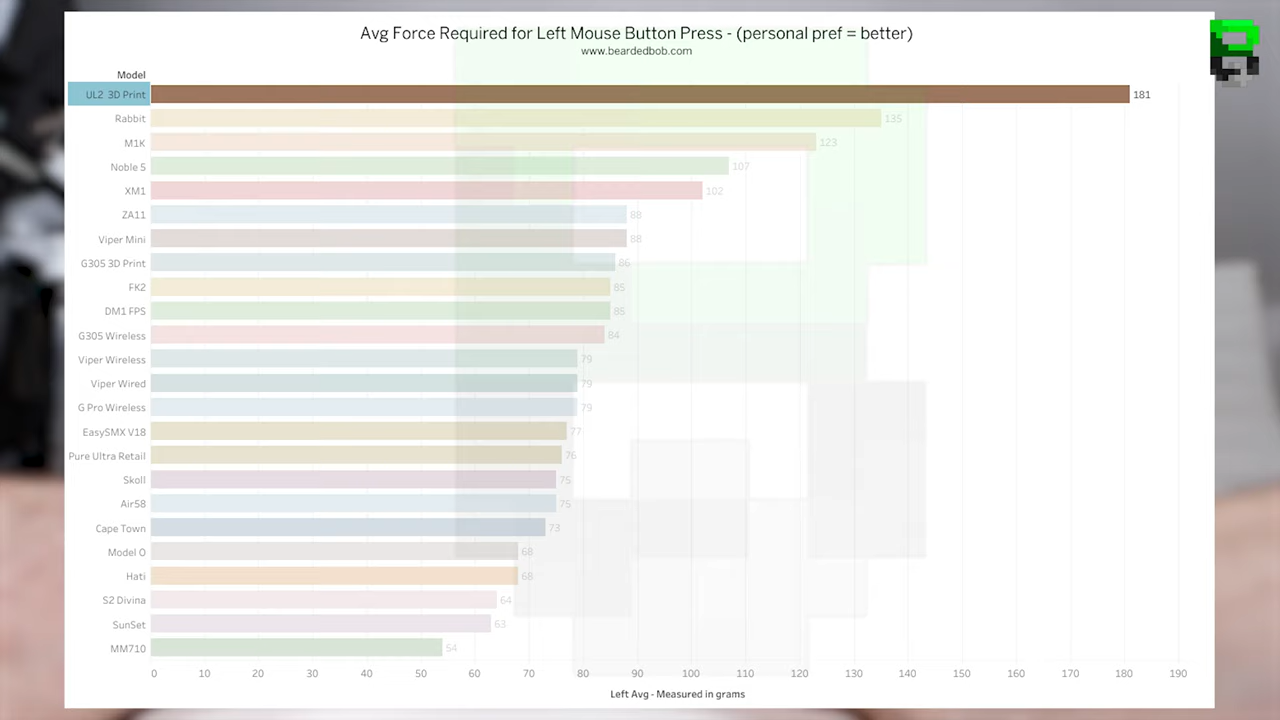 Avg Force Required for Left Mouse Button Press - (personal pref = better)
www.beardedbob.com
Model
UL2 3D Print 181
Rabbit 135
M1K 123
Noble 5 107
XM1 102
ZA11 88
Viper Mini 88
G305 3D Print 86
FK2 85
DM1 FPS 85
G305 Wireless 84
Viper Wireless 79
Viper Wired 79
G Pro Wireless 79
EasySMX V18 77
Pure Ultra Retail 76
Skoll 75
Air58 75
Cape Town 73
Model O 68
Hati 68
S2 Divina 64
SunSet 63
MM710 54
0 10 20 30 40 50 60 70 80 90 100 110 120 130 140 150 160 170 180 190
Left Avg - Measured in grams